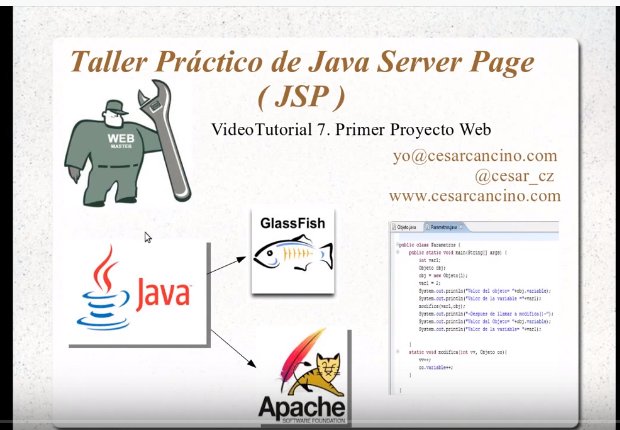 Taller Práctico de Java Server Page
( JSP )
VideoTutorial 7. Primer Proyecto Web
yo@cesarcancino.com
@cesar_cz
www.cesarcancino.com
WEB
MASTER
GlassFish
Java
Apache
SOFTWARE FOUNDATION
Objeto.java
Parametros.java
public class Parametros {
public static void main(String[] args) {
int var1;
Objeto obj;
obj = new Objeto(1);
var1 = 2;
System.out.println("Valor del objeto= "+obj.variable);
System.out.println("Valor de la variable ="+var1);
modifica(var1,obj);
System.out.println("-Despues de llamar a modifica()-");
System.out.println("Valor del objeto= "+obj.variable);
System.out.println("Valor de la variable= "+var1);
}
static void modifica(int vv, Objeto oo){
vv++;
oo.variable++;
}
}